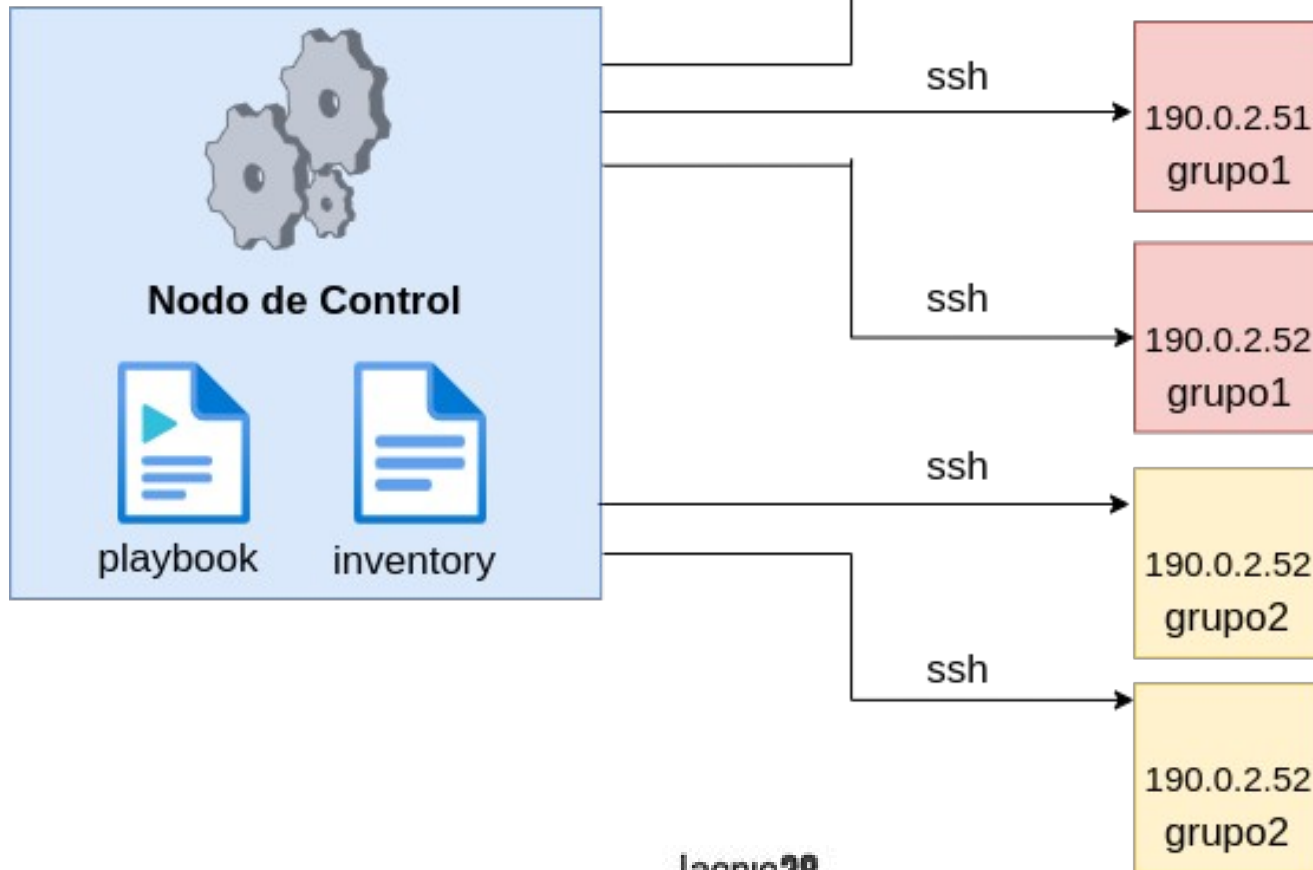 ssh
190.0.2.51
grupo1
Nodo de Control
ssh
190.0.2.52
grupo1
playbook
inventory
ssh
190.0.2.52
grupo2
ssh
190.0.2.52
grupo2